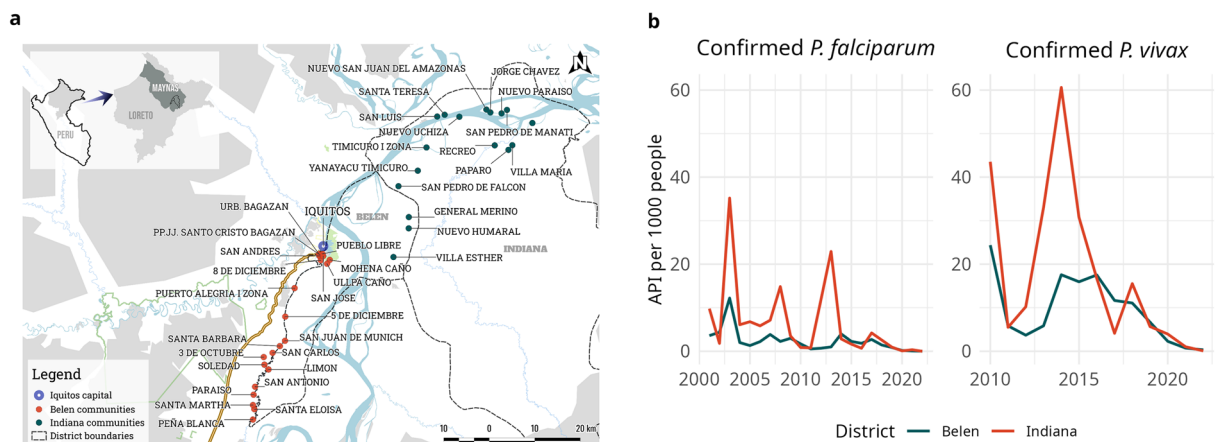 a
NUEVO SAN JUAN DEL AMAZONAS
JORGE CHAVEZ
N
MAYNAS
SANTA TERESA
NUEVO PARAISO
LORETO
PERU
SAN LUIS
NUEVO UCHIZA
SAN PEDRO DE MANATI
TIMICURO I ZONA
RECREO
YANAYACU TIMICURO
PAPARO
VILLA MARIA
SAN PEDRO DE FALCON
URB. BAGAZAN
IQUITOS
BELEN
GENERAL MERINO
PP.JJ. SANTO CRISTO BAGAZAN
NUEVO HUMARAL
SAN ANDRES
PUEBLO LIBRE
INDIANA
8 DE DICIEMBRE
MOHENA CAÑO
VILLA ESTHER
ULLPA CAÑO
PUERTO ALEGRIA I ZONA
SAN JOSE
5 DE DICIEMBRE
SANTA BARBARA
SAN JUAN DE MUNICH
3 DE OCTUBRE
SAN CARLOS
SOLEDAD
LIMON
SAN ANTONIO
PARAISO
SANTA MARTHA
SANTA ELOISA
PEÑA BLANCA
Legend
Iquitos capital
Belen communities
Indiana communities
District boundaries
10 0 10 20 km
b
Confirmed P. falciparum
Confirmed P. vivax
API per 1000 people
60
40
20
0
2001 2005 2010 2015 2020
60
40
20
0
2010 2015 2020
District Belen Indiana